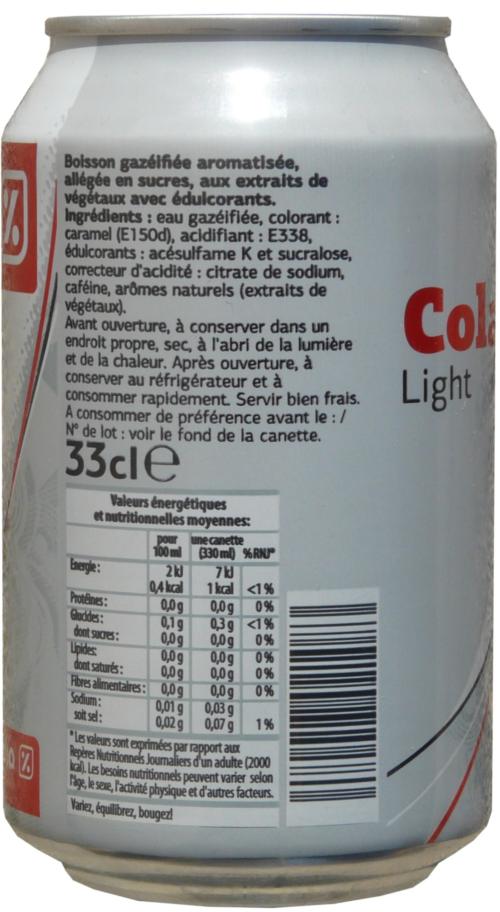 Boisson gazéifiée aromatisée,
allégée en sucres, aux extraits de
végétaux avec édulcorants.
Ingrédients : eau gazéifiée, colorant :
caramel (E150d), acidifiant : E338,
édulcorants : acésulfame K et sucralose,
correcteur d'acidité : citrate de sodium,
caféine, arômes naturels (extraits de
végétaux).
Avant ouverture, à conserver dans un
endroit propre, sec, à l'abri de la lumière
et de la chaleur. Après ouverture, à
conserver au réfrigérateur et à
consommer rapidement. Servir bien frais.
A consommer de préférence avant le : /
N° de lot : voir le fond de la canette.
33cl e
Valeurs énergétiques
et nutritionnelles moyennes:
pour une canette
100 ml (330 ml) %RNJ*
Energie : 2 kJ 7 kJ
0,4 kcal 1 kcal <1 %
Protéines : 0,0 g 0,0 g 0 %
Glucides : 0,1 g 0,3 g <1 %
dont sucres : 0,0 g 0,0 g 0 %
Lipides: 0,0 g 0,0 g 0 %
dont saturés : 0,0 g 0,0 g 0 %
Fibres alimentaires : 0,0 g 0,0 g 0 %
Sodium : 0,01 g 0,03 g
soit sel : 0,02 g 0,07 g 1 %
*Les valeurs sont exprimées par rapport aux
Repères Nutritionnels Journaliers d'un adulte (2000
kcal). Les besoins nutritionnels peuvent varier selon
l'âge, le sexe, l'activité physique et d'autres facteurs.
Variez, équilibrez, bougez!
Cola
Light